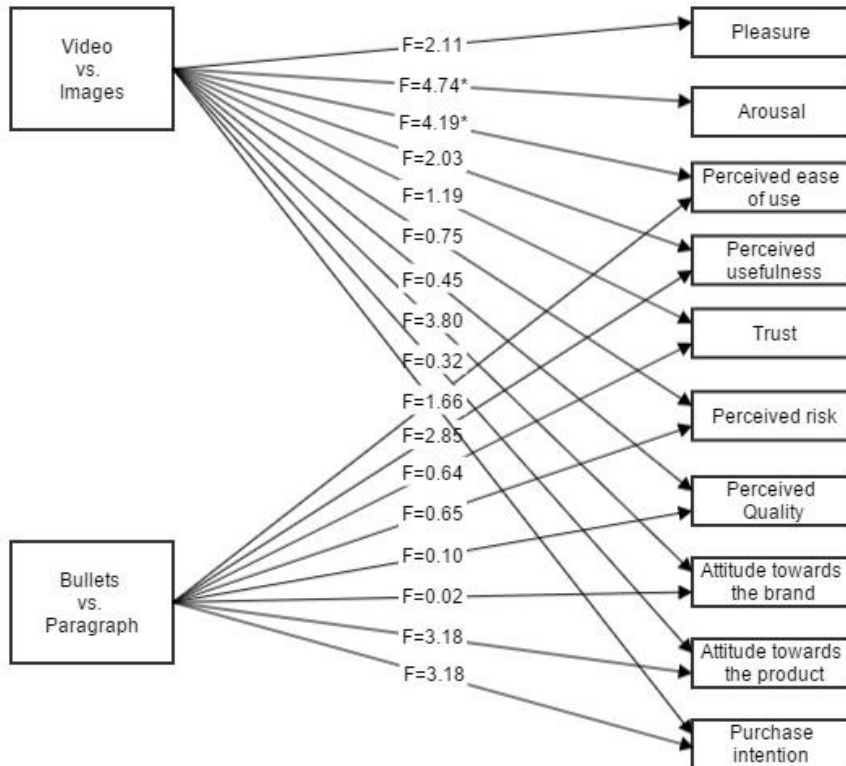 Video
vs.
Images
F=2.11
F=4.74*
F=4.19*
F=2.03
F=1.19
F=0.75
F=0.45
F=3.80
F=0.32
F=1.66
F=2.85
F=0.64
F=0.65
F=0.10
F=0.02
F=3.18
F=3.18
Bullets
vs.
Paragraph
Pleasure
Arousal
Perceived ease
of use
Perceived
usefulness
Trust
Perceived risk
Perceived
Quality
Attitude towards
the brand
Attitude towards
the product
Purchase
intention